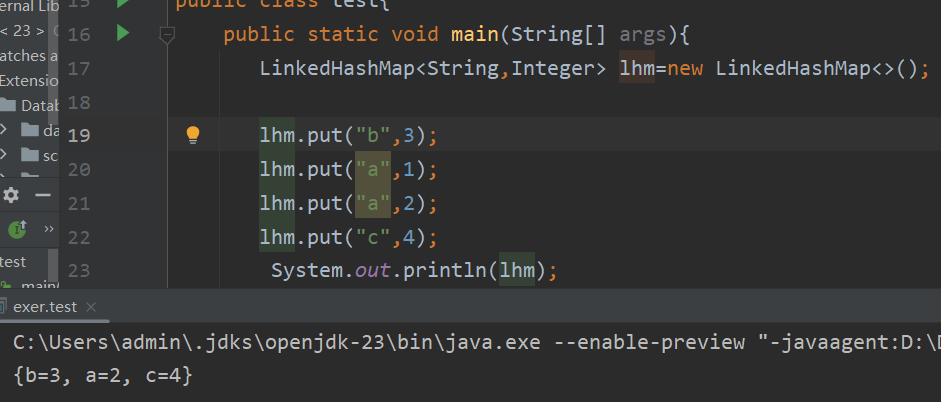 15 public class test{
ernal Lib
< 23 >
16 public static void main(String[] args){
atches a
17 LinkedHashMap<String,Integer> lhm=new LinkedHashMap<>();
Extension
Datab
18
da
19 lhm.put("b",3);
sc
20 lhm.put("a",1);
21 lhm.put("a",2);
22 lhm.put("c",4);
test
23 System.out.println(lhm);
main(
exer.test ×
C:\Users\admin\.jdks\openjdk-23\bin\java.exe --enable-preview "-javaagent:D:\
{b=3, a=2, c=4}